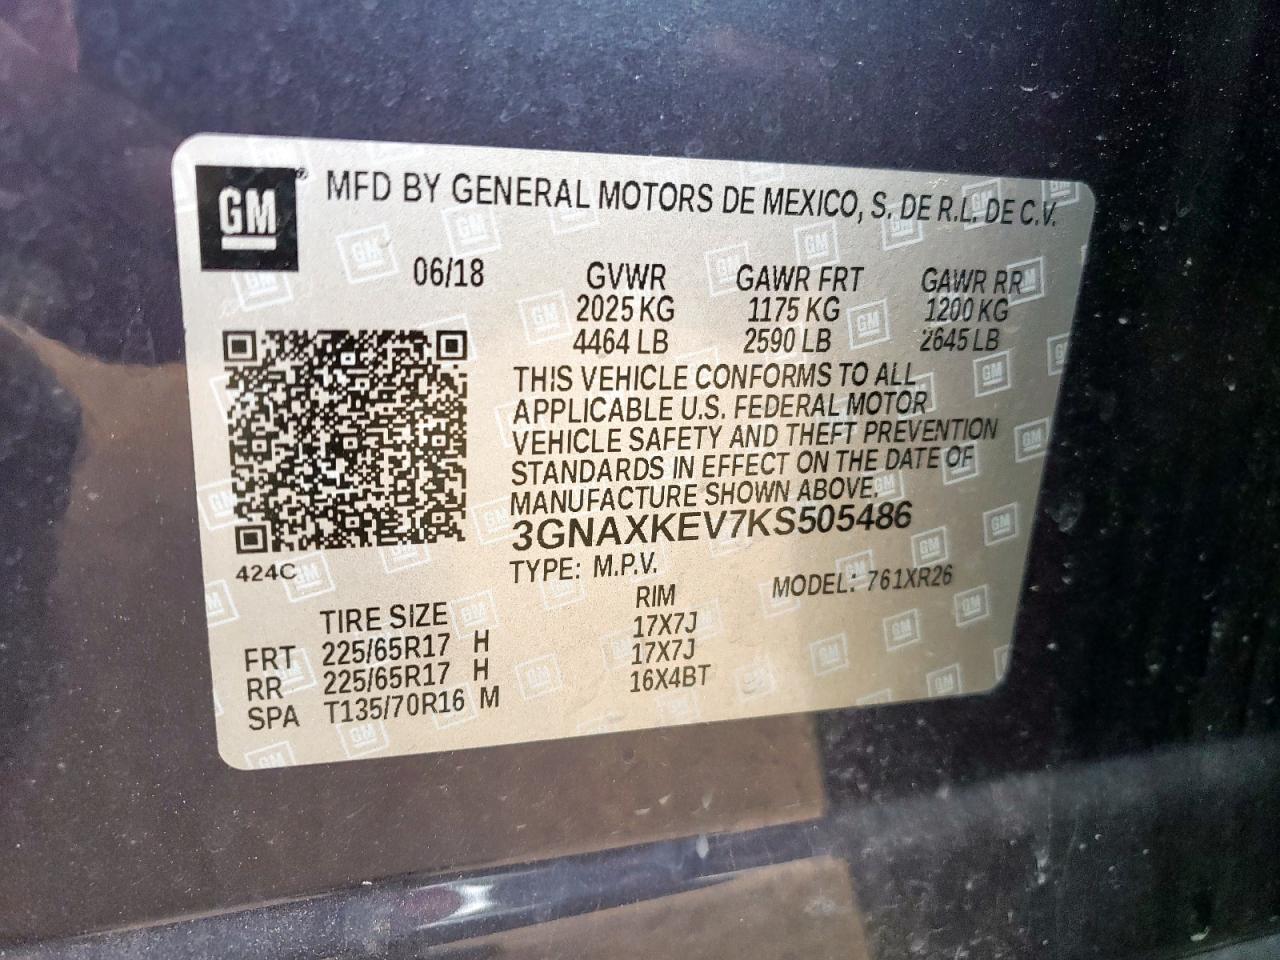 GM ® MFD BY GENERAL MOTORS DE MEXICO, S. DE R.L. DE C.V.
06/18 GVWR GAWR FRT GAWR RR
2025 KG 1175 KG 1200 KG
4464 LB 2590 LB 2645 LB
THIS VEHICLE CONFORMS TO ALL
APPLICABLE U.S. FEDERAL MOTOR
VEHICLE SAFETY AND THEFT PREVENTION
STANDARDS IN EFFECT ON THE DATE OF
MANUFACTURE SHOWN ABOVE.
3GNAXKEV7KS505486
424C
TYPE: M.P.V. MODEL: 761XR26
TIRE SIZE RIM
FRT 225/65R17 H 17X7J
RR 225/65R17 H 17X7J
SPA T135/70R16 M 16X4BT